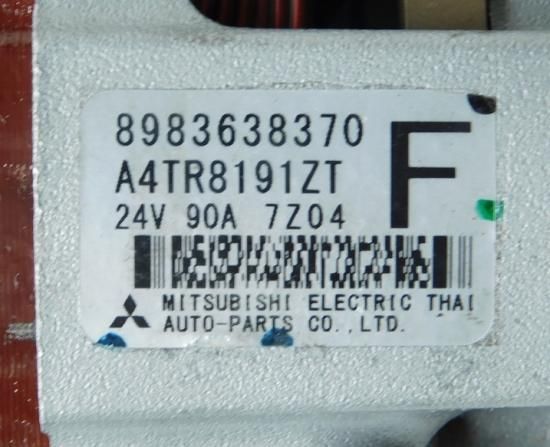 8983638370
F
A4TR8191ZT
24V 90A 7Z04
MITSUBISHI ELECTRIC THAI
AUTO-PARTS CO.,LTD.